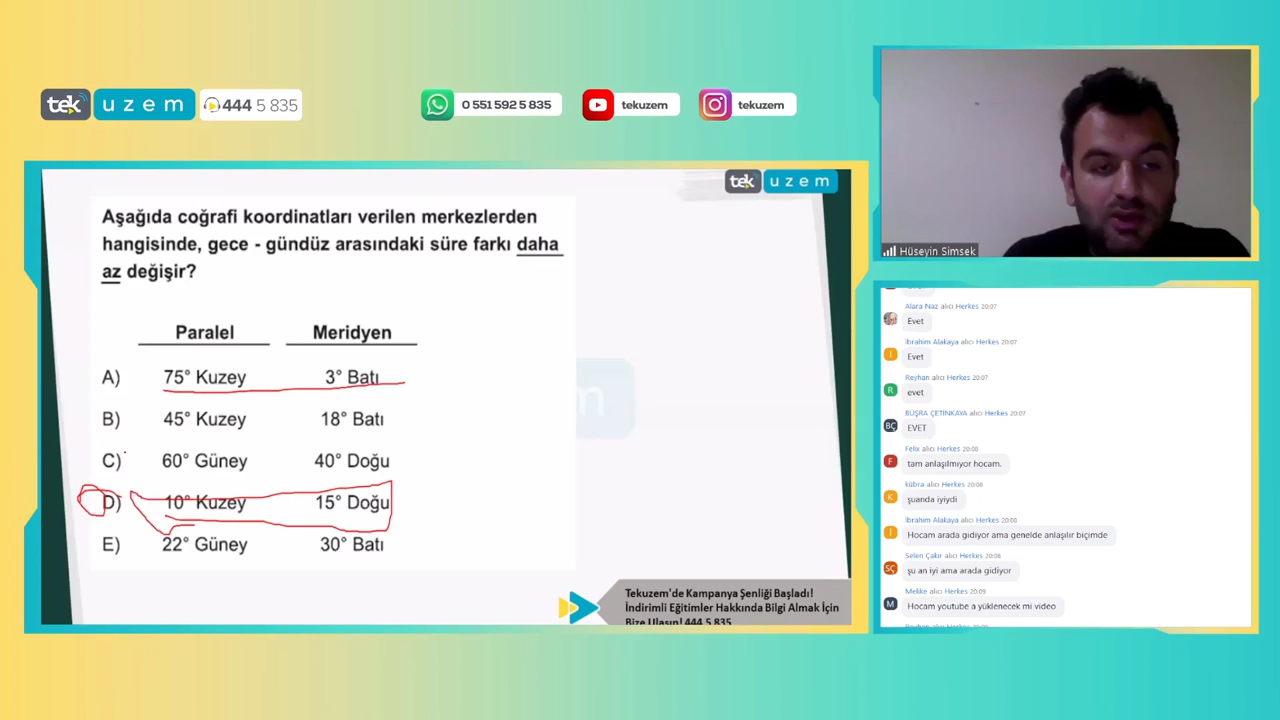 tek uzem 444 5 835
0 551 592 5 835
tekuzem
tekuzem
tek uzem
Aşağıda coğrafi koordinatları verilen merkezlerden
hangisinde, gece - gündüz arasındaki süre farkı daha
az değişir?
Paralel Meridyen
A) 75° Kuzey 3° Batı
B) 45° Kuzey 18° Batı
C) 60° Güney 40° Doğu
D) 10° Kuzey 15° Doğu
E) 22° Güney 30° Batı
Tekuzem'de Kampanya Şenliği Başladı!
İndirimli Eğitimler Hakkında Bilgi Almak İçin
Bize Ulaşın! 444 5 835
Hüseyin Simsek
Alara Naz alıcı Herkes 20:07
Evet
İbrahim Alakaya alıcı Herkes 20:07
İ Evet
Reyhan alıcı Herkes 20:07
R evet
BÜŞRA ÇETİNKAYA alıcı Herkes 20:07
BÇ EVET
Felix alıcı Herkes 20:08
F tam anlaşılmıyor hocam.
kübra alıcı Herkes 20:08
K şuanda iyiydi
İbrahim Alakaya alıcı Herkes 20:08
İ Hocam arada gidiyor ama genelde anlaşılır biçimde
Selen Çakır alıcı Herkes 20:08
SÇ şu an iyi ama arada gidiyor
Melike alıcı Herkes 20:09
M Hocam youtube a yüklenecek mi video